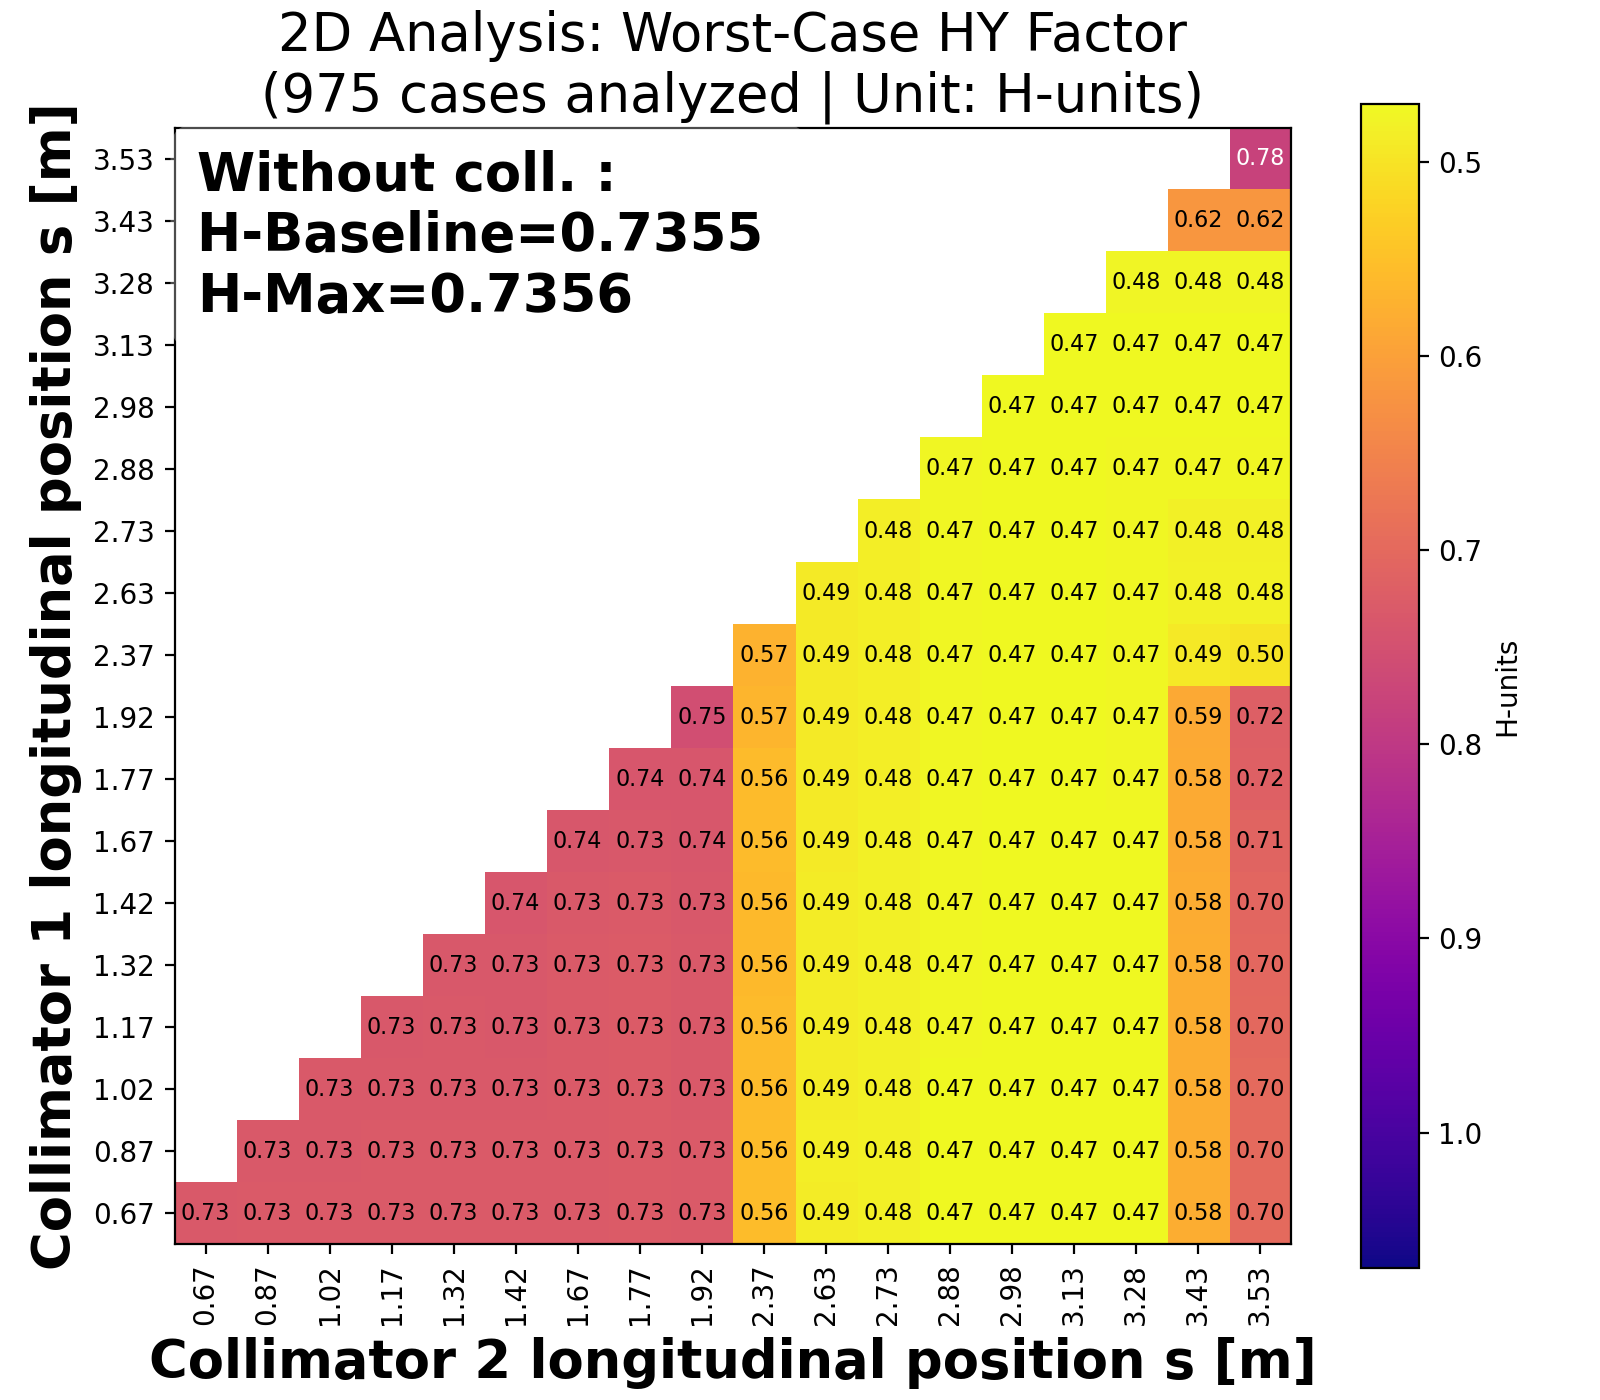 2D Analysis: Worst-Case HY Factor
(975 cases analyzed | Unit: H-units)
Without coll. :
H-Baseline=0.7355
H-Max=0.7356
Collimator 1 longitudinal position s [m]
3.53 0.78
3.43 0.62 0.62
3.28 0.48 0.48 0.48
3.13 0.47 0.47 0.47 0.47
2.98 0.47 0.47 0.47 0.47 0.47
2.88 0.47 0.47 0.47 0.47 0.47 0.47
2.73 0.48 0.47 0.47 0.47 0.47 0.48 0.48
2.63 0.49 0.48 0.47 0.47 0.47 0.47 0.48 0.48
2.37 0.57 0.49 0.48 0.47 0.47 0.47 0.47 0.49 0.50
1.92 0.75 0.57 0.49 0.48 0.47 0.47 0.47 0.47 0.59 0.72
1.77 0.74 0.74 0.56 0.49 0.48 0.47 0.47 0.47 0.47 0.58 0.72
1.67 0.74 0.73 0.74 0.56 0.49 0.48 0.47 0.47 0.47 0.47 0.58 0.71
1.42 0.74 0.73 0.73 0.73 0.56 0.49 0.48 0.47 0.47 0.47 0.47 0.58 0.70
1.32 0.73 0.73 0.73 0.73 0.73 0.56 0.49 0.48 0.47 0.47 0.47 0.47 0.58 0.70
1.17 0.73 0.73 0.73 0.73 0.73 0.73 0.56 0.49 0.48 0.47 0.47 0.47 0.47 0.58 0.70
1.02 0.73 0.73 0.73 0.73 0.73 0.73 0.73 0.56 0.49 0.48 0.47 0.47 0.47 0.47 0.58 0.70
0.87 0.73 0.73 0.73 0.73 0.73 0.73 0.73 0.73 0.56 0.49 0.48 0.47 0.47 0.47 0.47 0.58 0.70
0.67 0.73 0.73 0.73 0.73 0.73 0.73 0.73 0.73 0.73 0.56 0.49 0.48 0.47 0.47 0.47 0.47 0.58 0.70
0.67 0.87 1.02 1.17 1.32 1.42 1.67 1.77 1.92 2.37 2.63 2.73 2.88 2.98 3.13 3.28 3.43 3.53
Collimator 2 longitudinal position s [m]
0.5
0.6
0.7
0.8
0.9
1.0
H-units